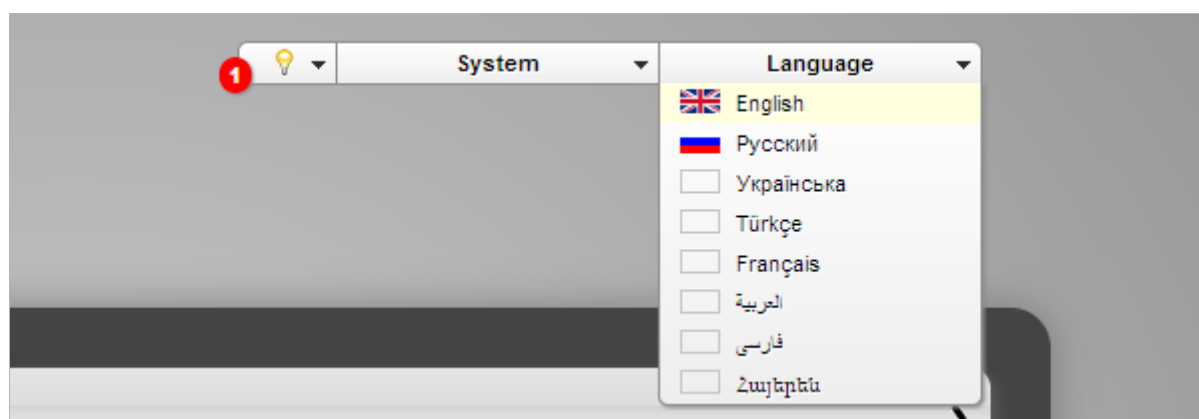 1
System
Language
English
Русский
Українська
Türkçe
Français
العربية
فارسی
Հայերեն